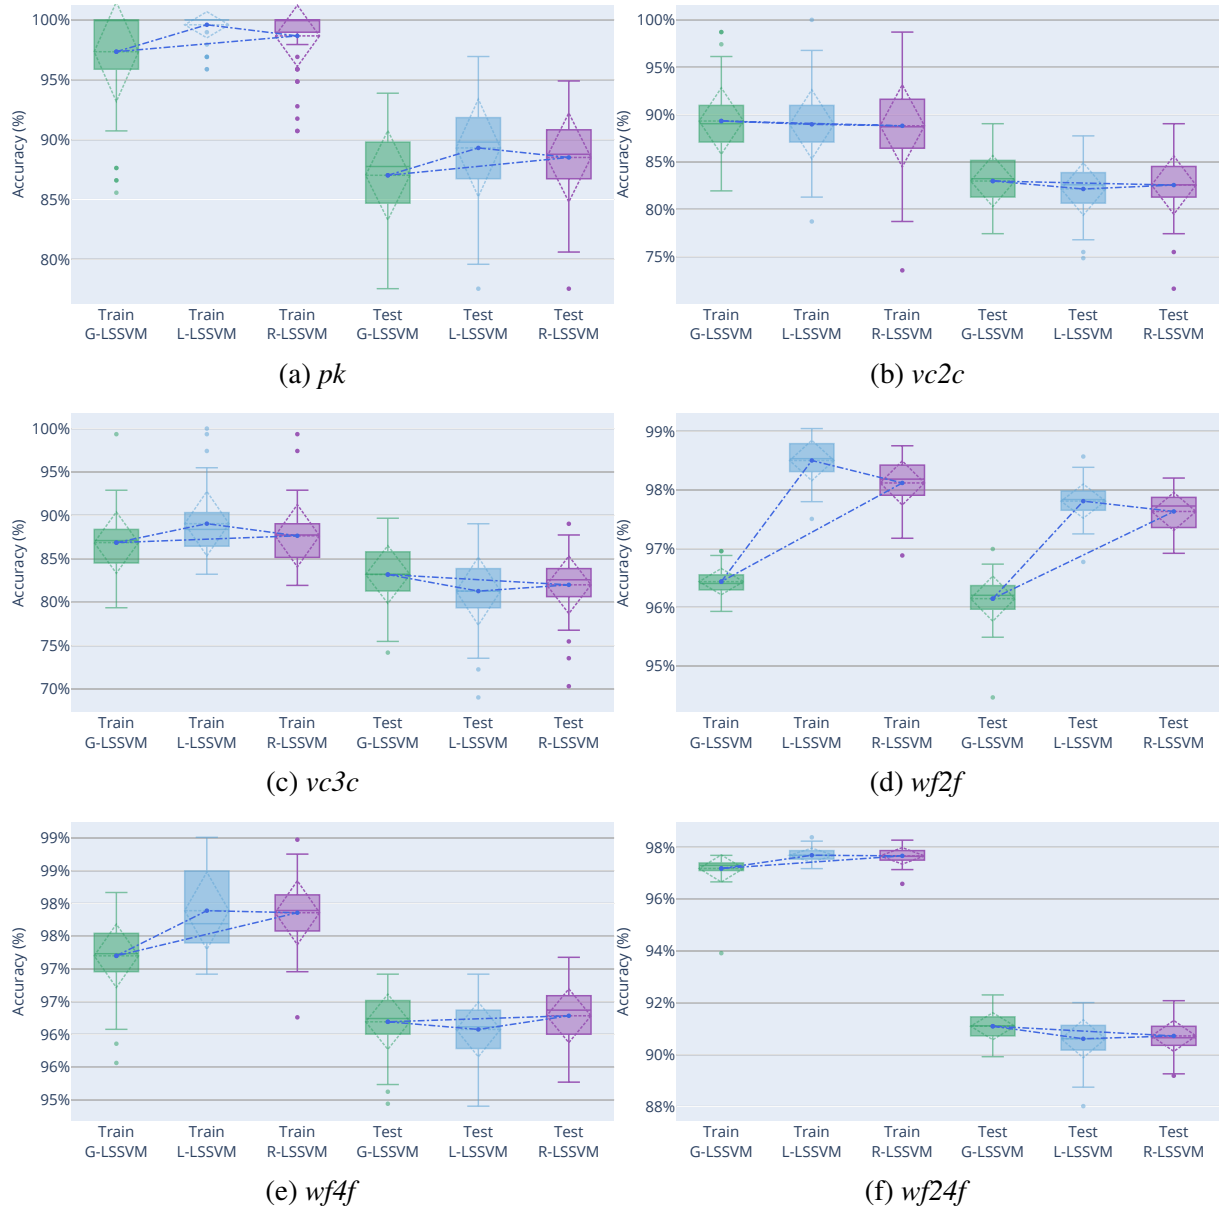 100%
95%
90%
85%
80%
Accuracy (%)
Train G-LSSVM
Train L-LSSVM
Train R-LSSVM
Test G-LSSVM
Test L-LSSVM
Test R-LSSVM
(a) pk
100%
95%
90%
85%
80%
75%
Accuracy (%)
Train G-LSSVM
Train L-LSSVM
Train R-LSSVM
Test G-LSSVM
Test L-LSSVM
Test R-LSSVM
(b) vc2c
100%
95%
90%
85%
80%
75%
70%
Accuracy (%)
Train G-LSSVM
Train L-LSSVM
Train R-LSSVM
Test G-LSSVM
Test L-LSSVM
Test R-LSSVM
(c) vc3c
99%
98%
97%
96%
95%
Accuracy (%)
Train G-LSSVM
Train L-LSSVM
Train R-LSSVM
Test G-LSSVM
Test L-LSSVM
Test R-LSSVM
(d) wf2f
99%
99%
98%
98%
97%
97%
96%
96%
95%
Accuracy (%)
Train G-LSSVM
Train L-LSSVM
Train R-LSSVM
Test G-LSSVM
Test L-LSSVM
Test R-LSSVM
(e) wf4f
98%
96%
94%
92%
90%
88%
Accuracy (%)
Train G-LSSVM
Train L-LSSVM
Train R-LSSVM
Test G-LSSVM
Test L-LSSVM
Test R-LSSVM
(f) wf24f